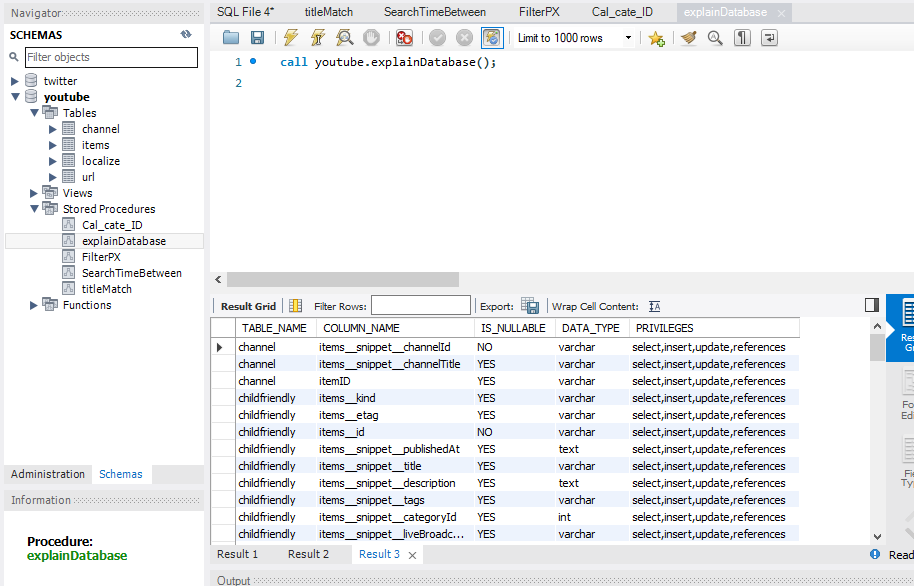 Navigator
SCHEMAS
Filter objects
twitter
youtube
Tables
channel
items
localize
url
Views
Stored Procedures
Cal_cate_ID
explainDatabase
FilterPX
SearchTimeBetween
titleMatch
Functions
Administration Schemas
Information
Procedure:
explainDatabase
SQL File 4* titleMatch SearchTimeBetween FilterPX Cal_cate_ID explainDatabase
Limit to 1000 rows
1 call youtube.explainDatabase();
2
Result Grid Filter Rows: Export: Wrap Cell Content:
TABLE_NAME COLUMN_NAME IS_NULLABLE DATA_TYPE PRIVILEGES
channel items__snippet__channelId NO varchar select,insert,update,references
channel items__snippet__channelTitle YES varchar select,insert,update,references
channel itemID YES varchar select,insert,update,references
childfriendly items__kind YES varchar select,insert,update,references
childfriendly items__etag YES varchar select,insert,update,references
childfriendly items__id NO varchar select,insert,update,references
childfriendly items__snippet__publishedAt YES text select,insert,update,references
childfriendly items__snippet__title YES varchar select,insert,update,references
childfriendly items__snippet__description YES text select,insert,update,references
childfriendly items__snippet__tags YES varchar select,insert,update,references
childfriendly items__snippet__categoryId YES int select,insert,update,references
childfriendly items__snippet__liveBroadc... YES varchar select,insert,update,references
Result 1 Result 2 Result 3
Read
Output